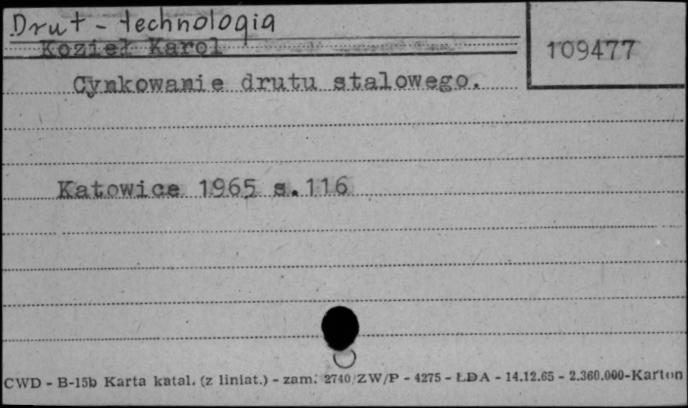 Drut - technologia
Kozieł Karol
109477
Cynkowanie drutu stalowego.
Katowice 1965 s.116
CWD - B-15b Karta katal. (z liniat.) - zam. 2740/ZW/P - 4275 - ŁDA - 14.12.65 - 2.360.000-Karton